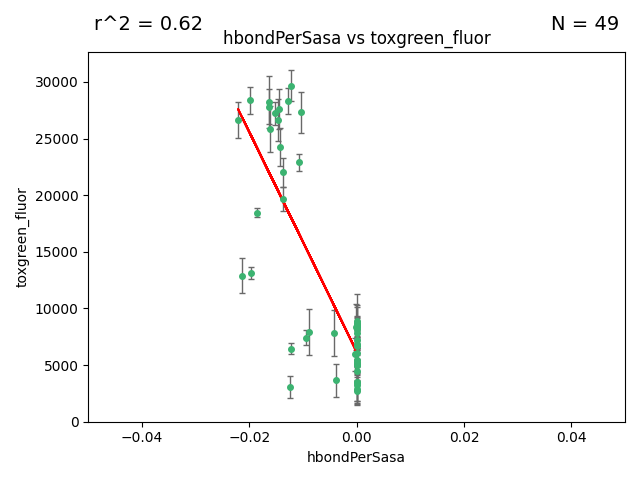 r^2 = 0.62
N = 49
hbondPerSasa vs toxgreen_fluor
30000
25000
20000
15000
10000
5000
0
toxgreen_fluor
−0.04
−0.02
0.00
0.02
0.04
hbondPerSasa